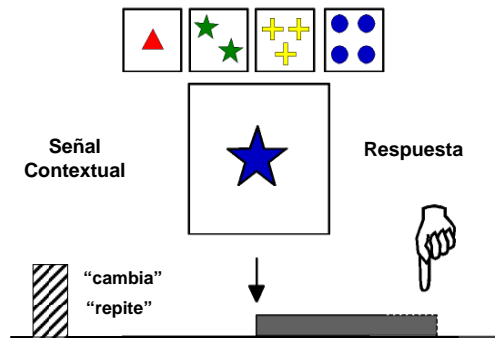 Señal
Contextual
Respuesta
“cambia”
“repite”